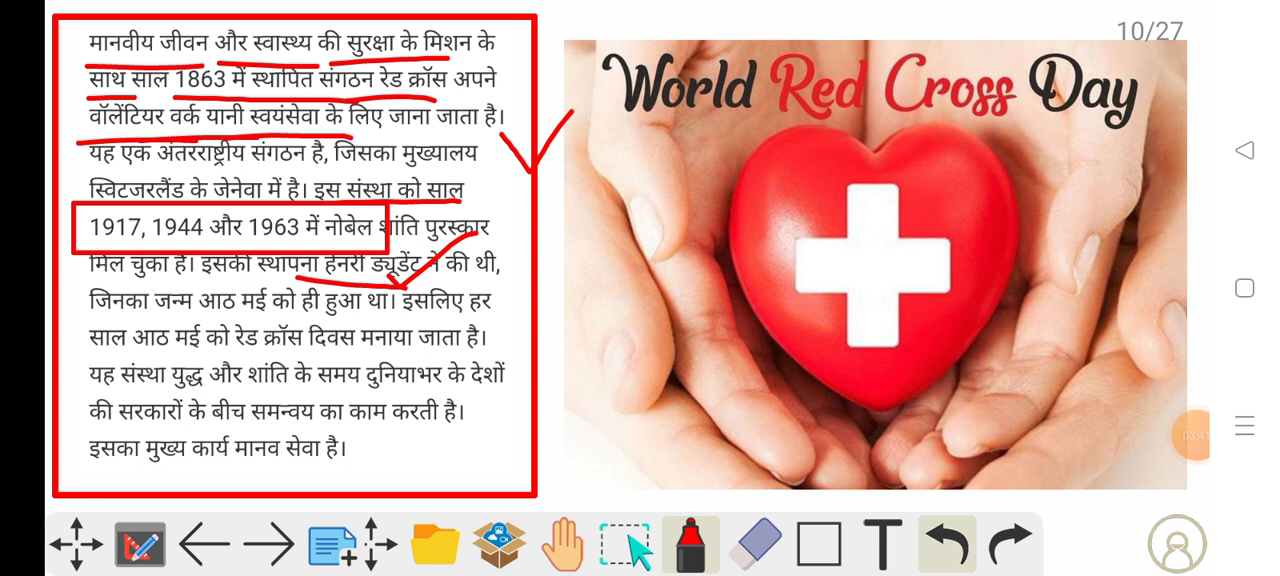 मानवीय जीवन और स्वास्थ्य की सुरक्षा के मिशन के
साथ साल 1863 में स्थापित संगठन रेड क्रॉस अपने
वॉलेंटियर वर्क यानी स्वयंसेवा के लिए जाना जाता है।
यह एक अंतरराष्ट्रीय संगठन है, जिसका मुख्यालय
स्विटजरलैंड के जेनेवा में है। इस संस्था को साल
1917, 1944 और 1963 में नोबेल शांति पुरस्कार
मिल चुका है। इसकी स्थापना हेनरी ड्यूडेंट ने की थी,
जिनका जन्म आठ मई को ही हुआ था। इसलिए हर
साल आठ मई को रेड क्रॉस दिवस मनाया जाता है।
यह संस्था युद्ध और शांति के समय दुनियाभर के देशों
की सरकारों के बीच समन्वय का काम करती है।
इसका मुख्य कार्य मानव सेवा है।
10/27
World Red Cross Day
03:41
T